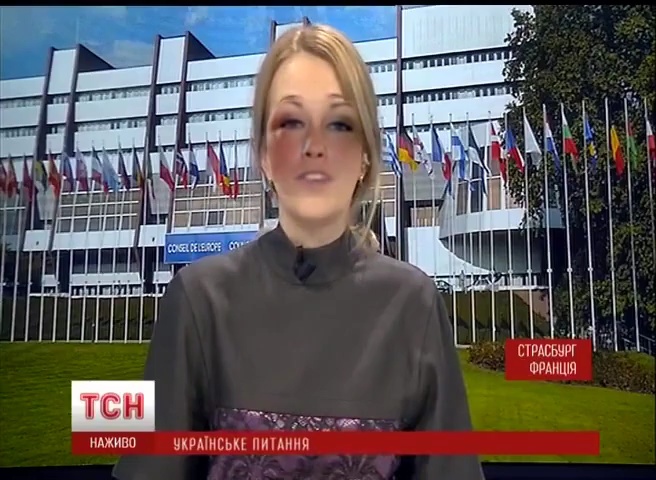 CONSEIL DE L'EUROPE
СТРАСБУРГ
ФРАНЦІЯ
ТСН
НАЖИВО
УКРАЇНСЬКЕ ПИТАННЯ